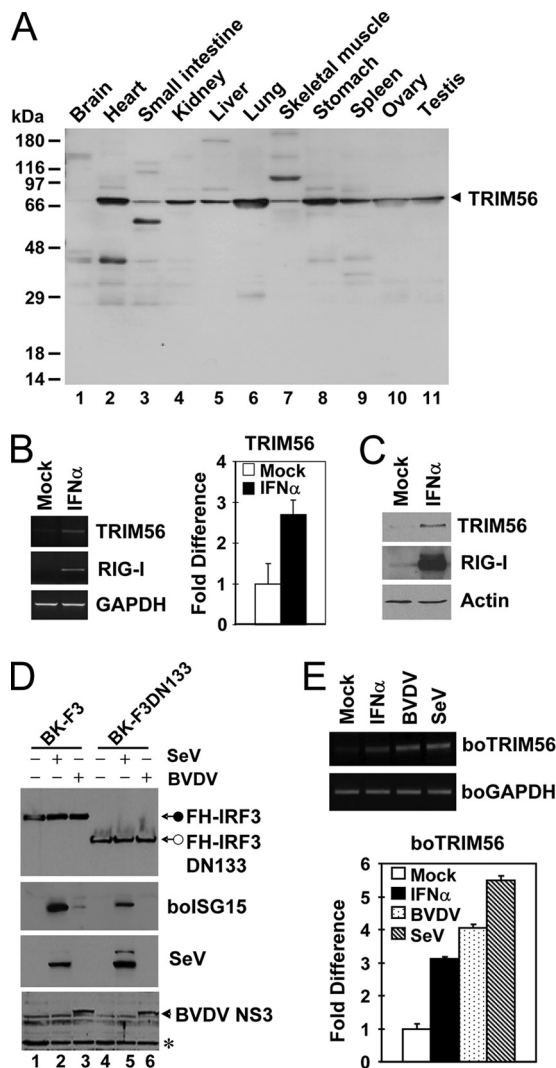 A
Brain
Heart
Small intestine
Kidney
Liver
Lung
Skeletal muscle
Stomach
Spleen
Ovary
Testis
kDa
180
116
97
66
48
29
18
14
TRIM56
1 2 3 4 5 6 7 8 9 10 11
B
Mock
IFNα
TRIM56
RIG-I
GAPDH
TRIM56
Fold Difference
4
3
2
1
0
Mock
IFNα
C
Mock
IFNα
TRIM56
RIG-I
Actin
D
BK-F3
BK-F3DN133
− + − − + − SeV
− − + − − + BVDV
FH-IRF3
FH-IRF3
DN133
boISG15
SeV
BVDV NS3
*
1 2 3 4 5 6
E
Mock
IFNα
BVDV
SeV
boTRIM56
boGAPDH
boTRIM56
Fold Difference
6
5
4
3
2
1
0
Mock
IFNα
BVDV
SeV